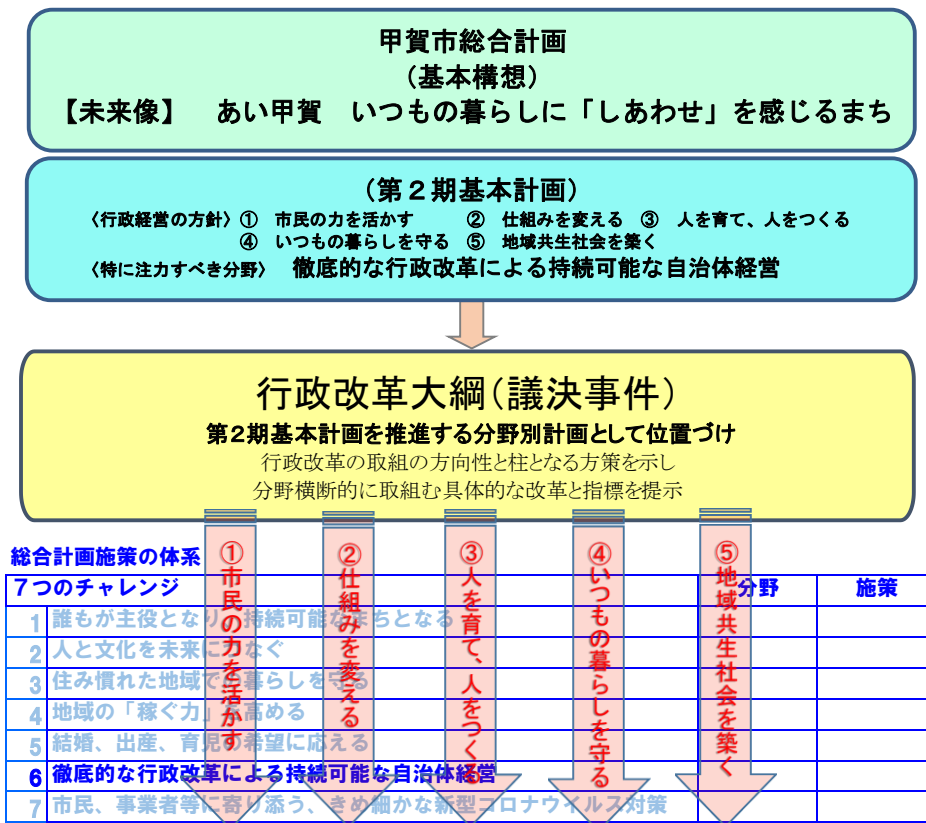 甲賀市総合計画
(基本構想)
【未来像】　あい甲賀　いつもの暮らしに「しあわせ」を感じるまち
(第２期基本計画)
〈行政経営の方針〉①　市民の力を活かす　②　仕組みを変える　③　人を育て、人をつくる
④　いつもの暮らしを守る　⑤　地域共生社会を築く
〈特に注力すべき分野〉　徹底的な行政改革による持続可能な自治体経営
行政改革大綱(議決事件)
第２期基本計画を推進する分野別計画として位置づけ
行政改革の取組の方向性と柱となる方策を示し
分野横断的に取組む具体的な改革と指標を提示
総合計画施策の体系
①市民の力を活かす
②仕組みを変える
③人を育て、人をつくる
④いつもの暮らしを守る
⑤地域共生社会を築く
７つのチャレンジ　分野　施策
1 誰もが主役となり、持続可能なまちとなる
2 人と文化を未来につなぐ
3 住み慣れた地域での暮らしを守る
4 地域の「稼ぐ力」を高める
5 結婚、出産、育児の希望に応える
6 徹底的な行政改革による持続可能な自治体経営
7 市民、事業者等に寄り添う、きめ細かな新型コロナウイルス対策